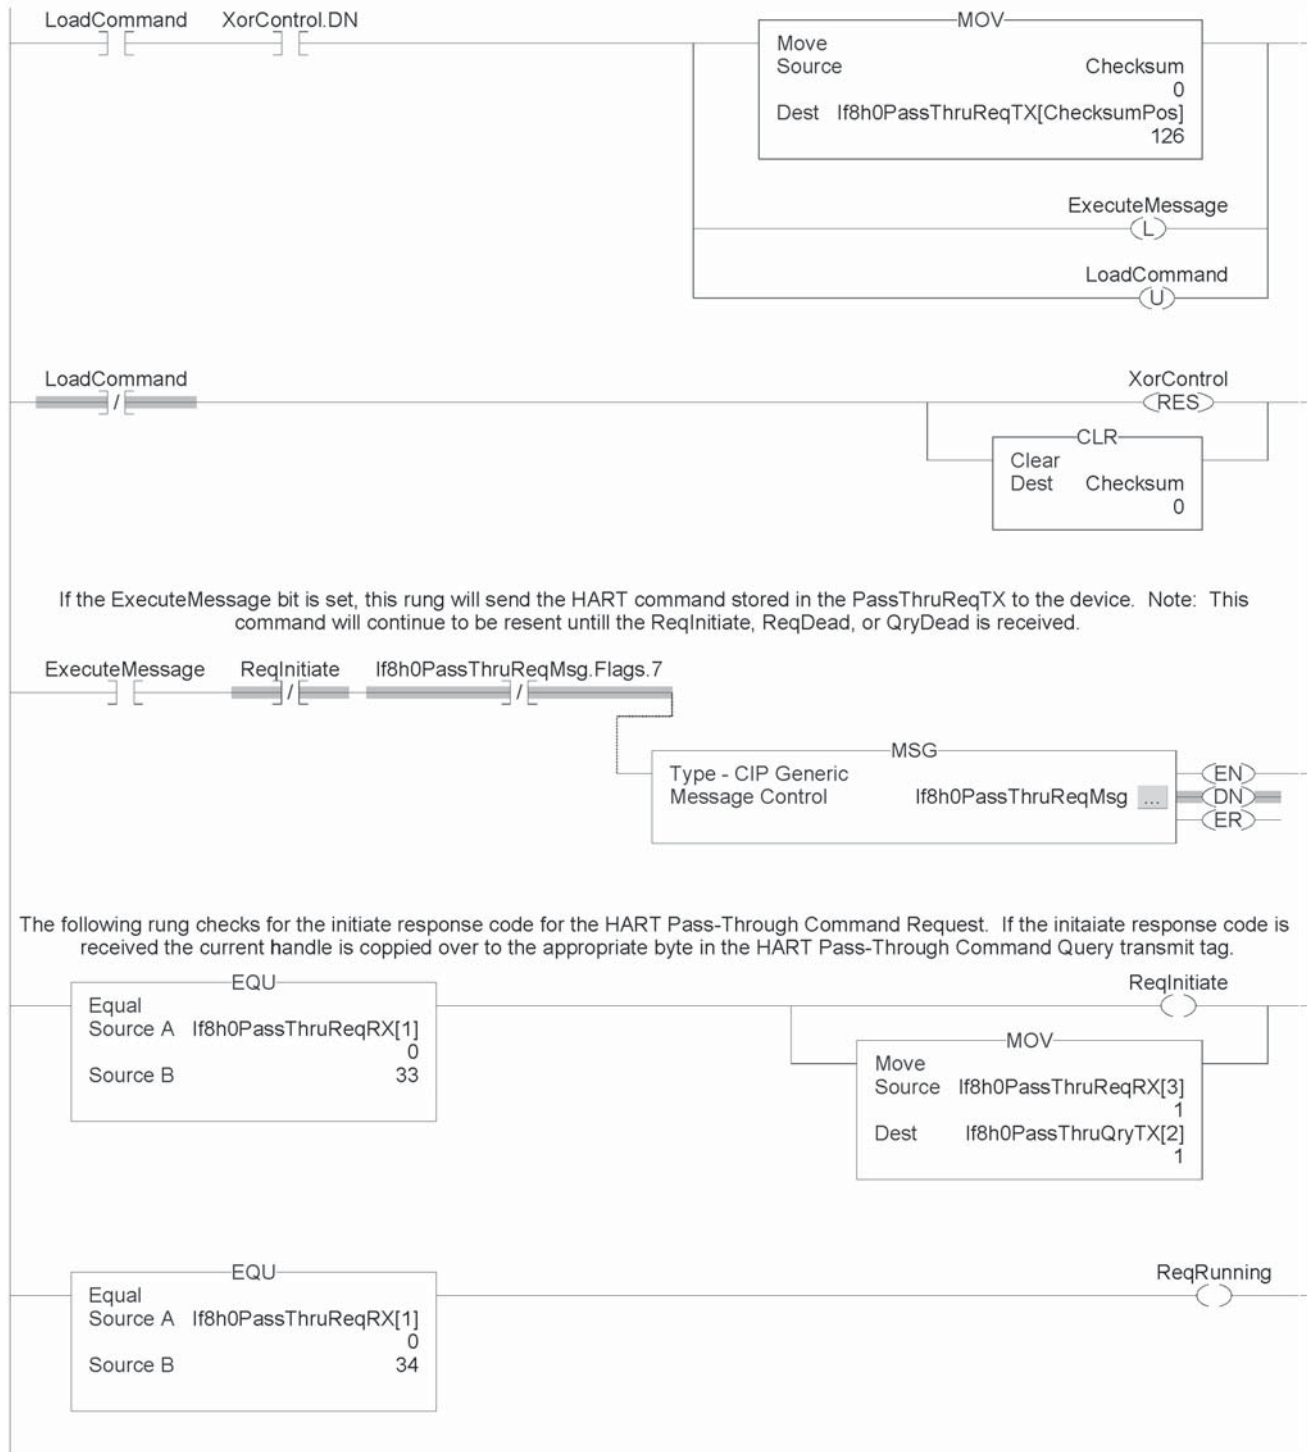 LoadCommand XorControl.DN
MOV
Move
Source Checksum
0
Dest If8h0PassThruReqTX[ChecksumPos]
126
ExecuteMessage
L
LoadCommand
U
LoadCommand
/
XorControl
RES
CLR
Clear
Dest Checksum
0
If the ExecuteMessage bit is set, this rung will send the HART command stored in the PassThruReqTX to the device. Note: This
command will continue to be resent untill the ReqInitiate, ReqDead, or QryDead is received.
ExecuteMessage ReqInitiate If8h0PassThruReqMsg.Flags.7
/ /
MSG
Type - CIP Generic
Message Control If8h0PassThruReqMsg ...
EN
DN
ER
The following rung checks for the initiate response code for the HART Pass-Through Command Request. If the initaiate response code is
received the current handle is coppied over to the appropriate byte in the HART Pass-Through Command Query transmit tag.
EQU
Equal
Source A If8h0PassThruReqRX[1]
0
Source B 33
ReqInitiate
MOV
Move
Source If8h0PassThruReqRX[3]
1
Dest If8h0PassThruQryTX[2]
1
EQU
Equal
Source A If8h0PassThruReqRX[1]
0
Source B 34
ReqRunning